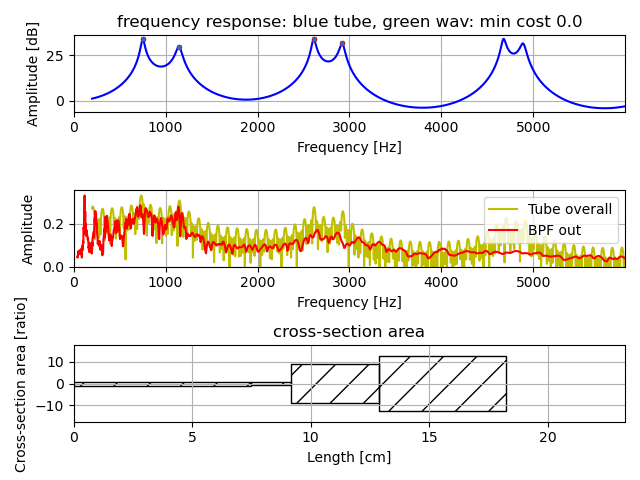 frequency response: blue tube, green wav: min cost 0.0
Amplitude [dB]
25
0
0 1000 2000 3000 4000 5000
Frequency [Hz]
Amplitude
0.2
0.0
Tube overall
BPF out
0 1000 2000 3000 4000 5000
Frequency [Hz]
cross-section area
Cross-section area [ratio]
10
0
−10
0 5 10 15 20
Length [cm]